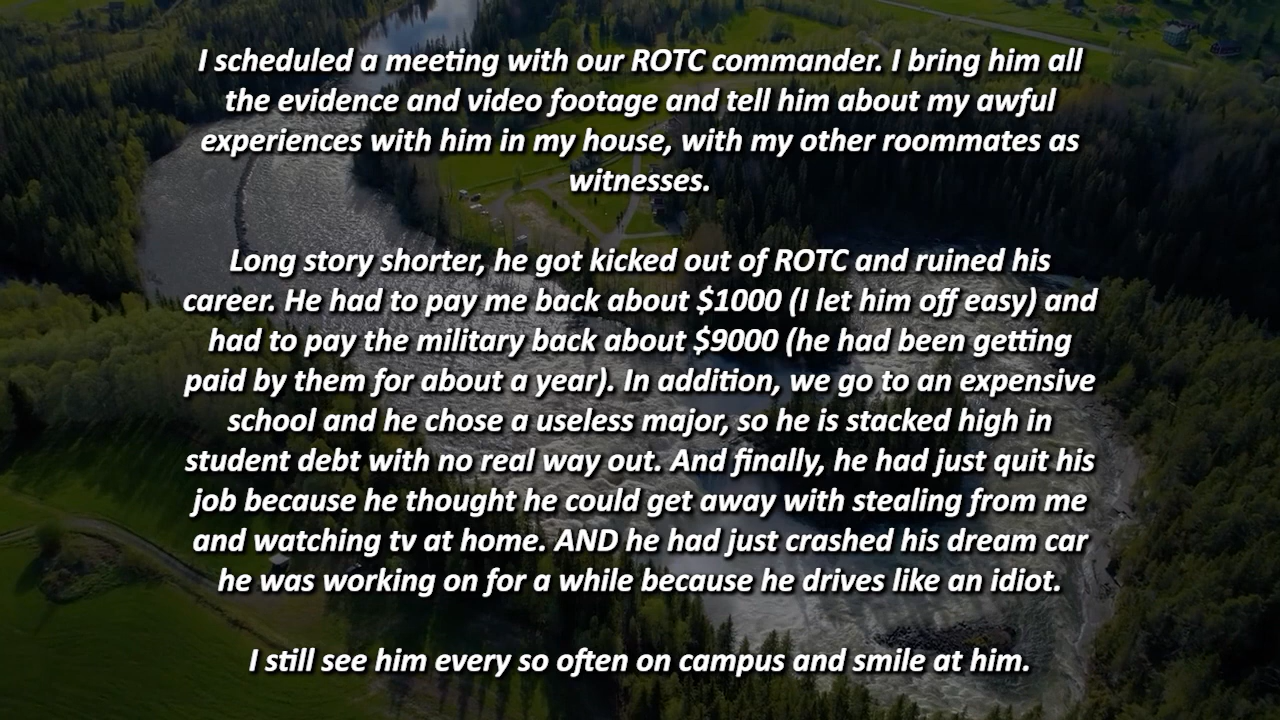 I scheduled a meeting with our ROTC commander. I bring him all
the evidence and video footage and tell him about my awful
experiences with him in my house, with my other roommates as
witnesses.
Long story shorter, he got kicked out of ROTC and ruined his
career. He had to pay me back about $1000 (I let him off easy) and
had to pay the military back about $9000 (he had been getting
paid by them for about a year). In addition, we go to an expensive
school and he chose a useless major, so he is stacked high in
student debt with no real way out. And finally, he had just quit his
job because he thought he could get away with stealing from me
and watching tv at home. AND he had just crashed his dream car
he was working on for a while because he drives like an idiot.
I still see him every so often on campus and smile at him.